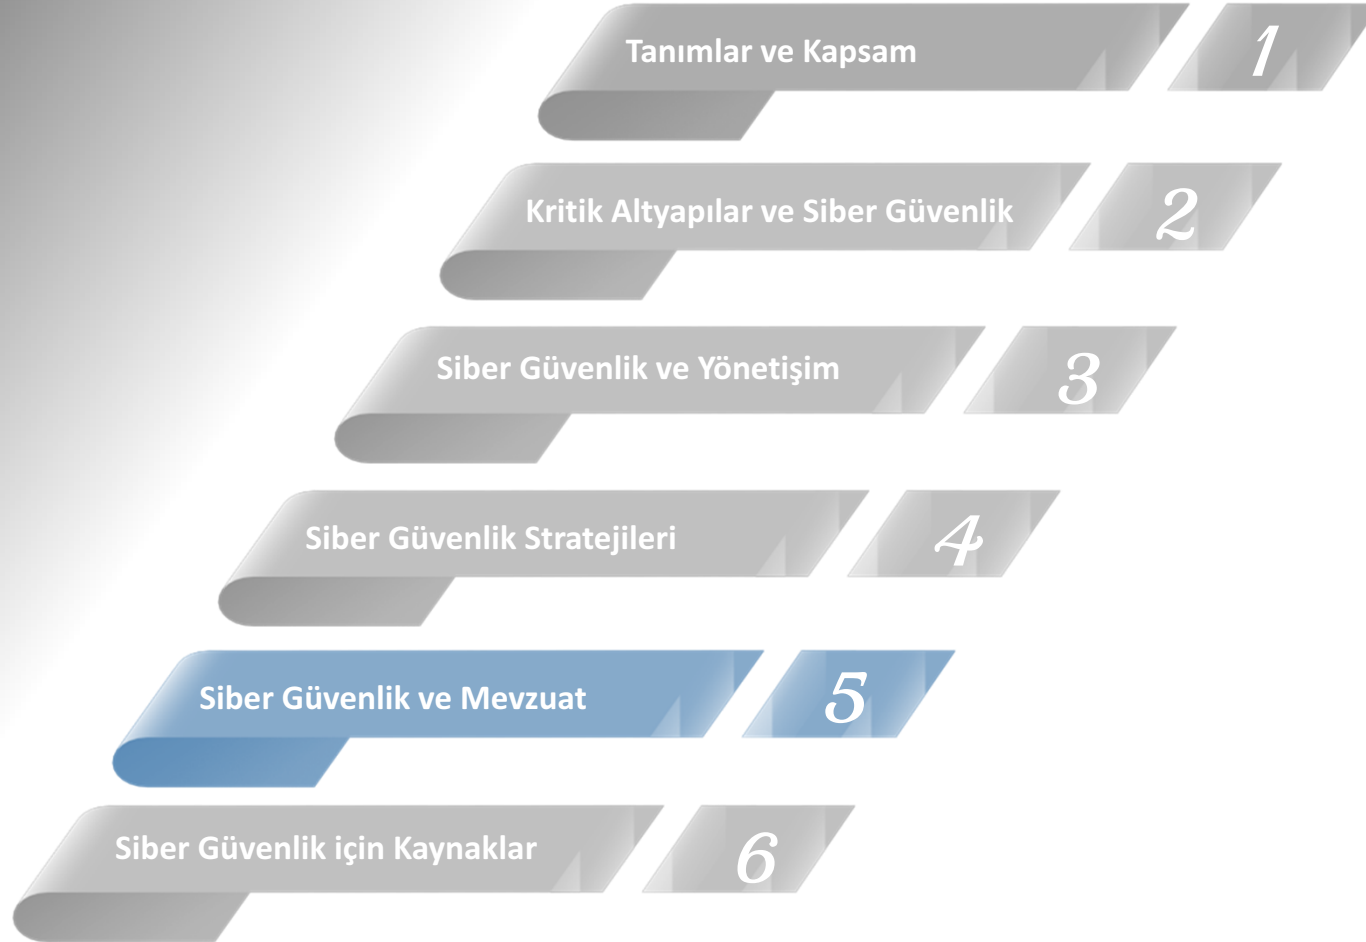 Tanımlar ve Kapsam 1
Kritik Altyapılar ve Siber Güvenlik 2
Siber Güvenlik ve Yönetişim 3
Siber Güvenlik Stratejileri 4
Siber Güvenlik ve Mevzuat 5
Siber Güvenlik için Kaynaklar 6